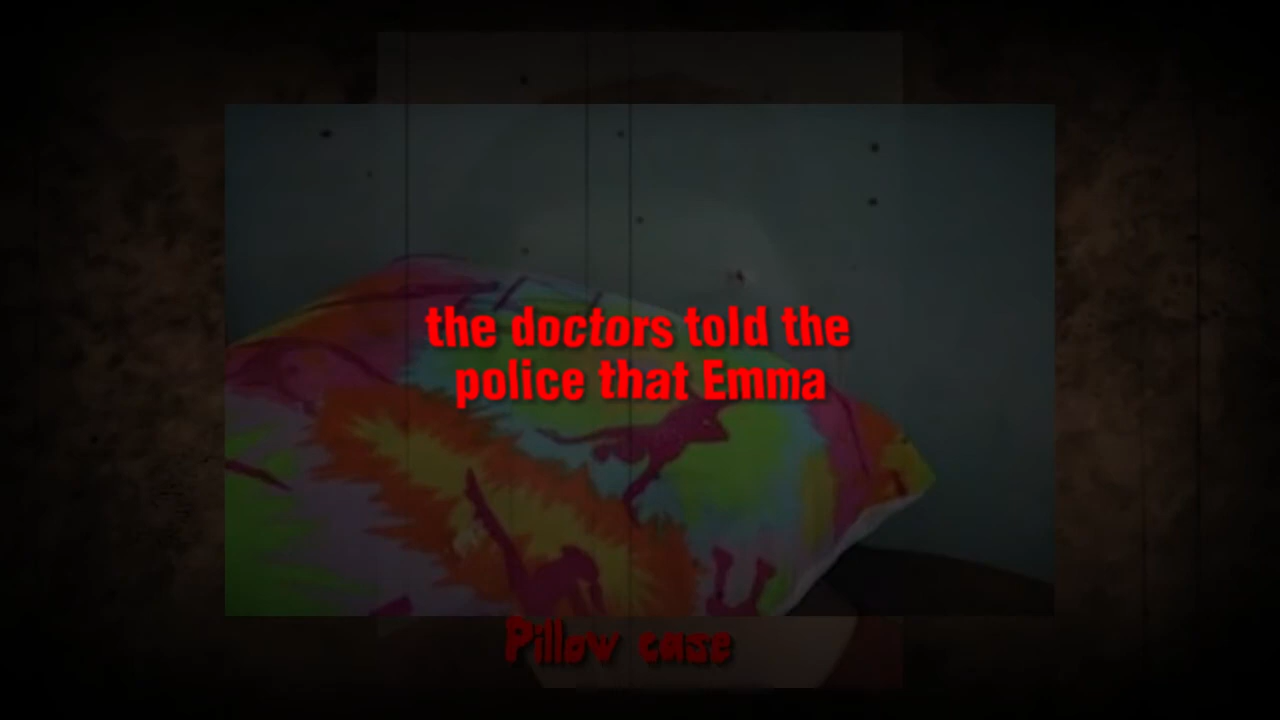 the doctors told the
police that Emma
Pillow case